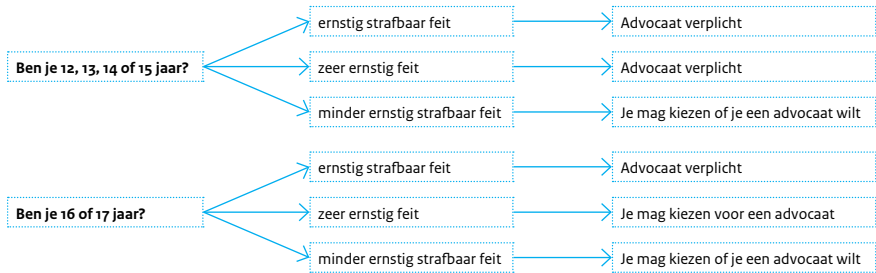 ernstig strafbaar feit
Advocaat verplicht
Ben je 12, 13, 14 of 15 jaar?
zeer ernstig feit
Advocaat verplicht
minder ernstig strafbaar feit
Je mag kiezen of je een advocaat wilt
ernstig strafbaar feit
Advocaat verplicht
Ben je 16 of 17 jaar?
zeer ernstig feit
Je mag kiezen voor een advocaat
minder ernstig strafbaar feit
Je mag kiezen of je een advocaat wilt